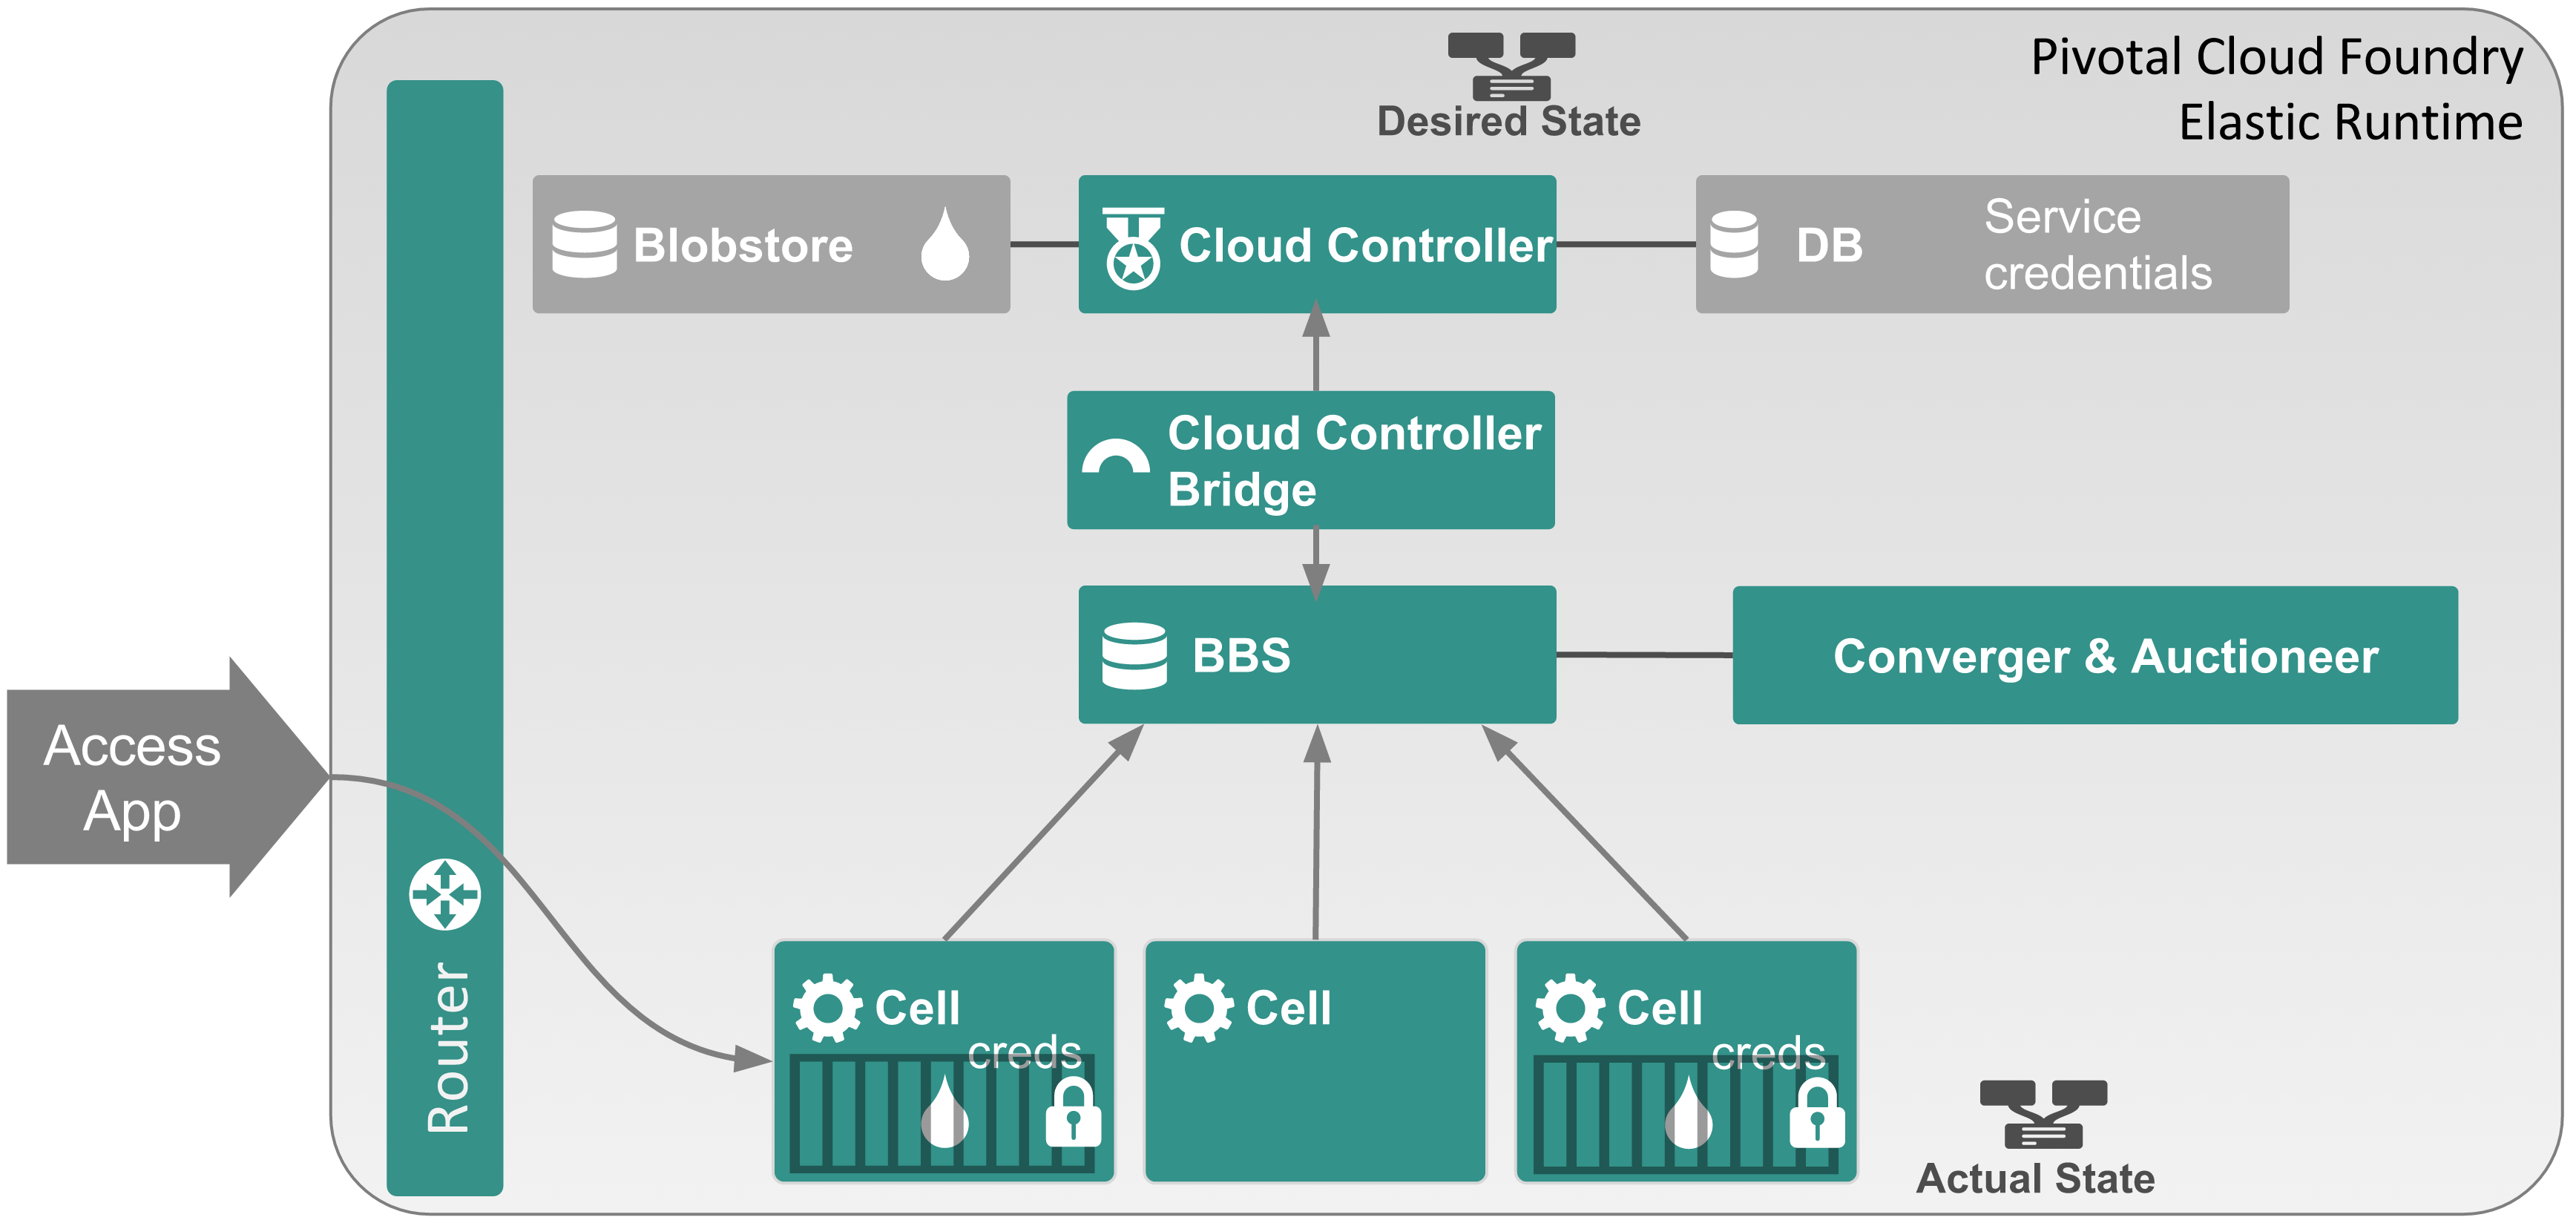 Pivotal Cloud Foundry
Elastic Runtime
Desired State
Blobstore
Cloud Controller
DB
Service
credentials
Cloud Controller
Bridge
BBS
Converger & Auctioneer
Access
App
Router
Cell
creds
Cell
Cell
creds
Actual State